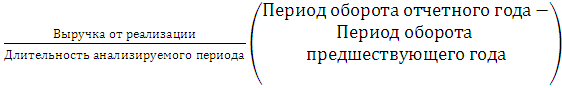 Выручка от реализации
Длительность анализируемого периода
(Период оборота отчетного года −
Период оборота
предшествующего года)